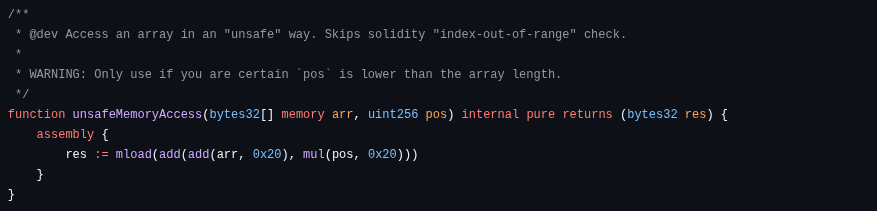 /**
 * @dev Access an array in an "unsafe" way. Skips solidity "index-out-of-range" check.
 *
 * WARNING: Only use if you are certain `pos` is lower than the array length.
 */
function unsafeMemoryAccess(bytes32[] memory arr, uint256 pos) internal pure returns (bytes32 res) {
    assembly {
        res := mload(add(add(arr, 0x20), mul(pos, 0x20)))
    }
}